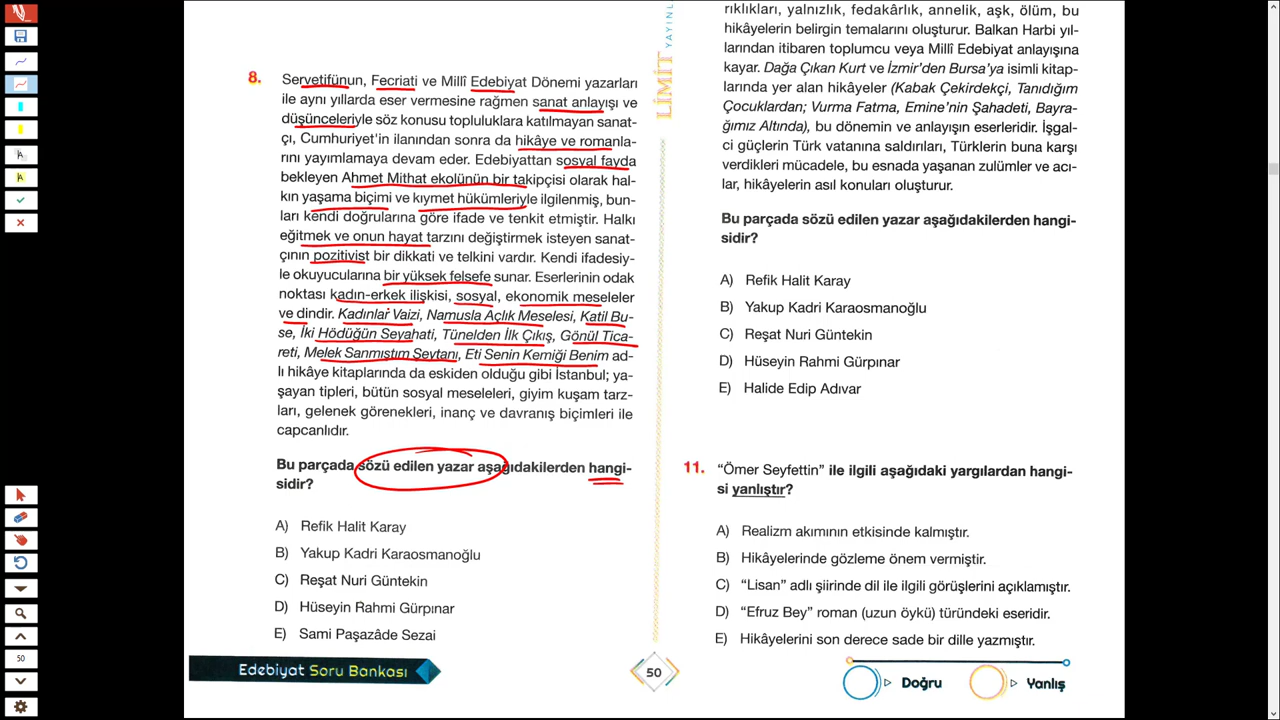 8. Servetifünun, Fecriati ve Millî Edebiyat Dönemi yazarları
ile aynı yıllarda eser vermesine rağmen sanat anlayışı ve
düşünceleriyle söz konusu topluluklara katılmayan sanat-
çı, Cumhuriyet'in ilanından sonra da hikâye ve romanla-
rını yayımlamaya devam eder. Edebiyattan sosyal fayda
bekleyen Ahmet Mithat ekolünün bir takipçisi olarak hal-
kın yaşama biçimi ve kıymet hükümleriyle ilgilenmiş, bun-
ları kendi doğrularına göre ifade ve tenkit etmiştir. Halkı
eğitmek ve onun hayat tarzını değiştirmek isteyen sanat-
çının pozitivist bir dikkati ve telkini vardır. Kendi ifadesiy-
le okuyucularına bir yüksek felsefe sunar. Eserlerinin odak
noktası kadın-erkek ilişkisi, sosyal, ekonomik meseleler
ve dindir. Kadınlar Vaizi, Namusla Açlık Meselesi, Katil Bu-
se, İki Hödüğün Seyahati, Tünelden İlk Çıkış, Gönül Tica-
reti, Melek Sanmıştım Şeytanı, Eti Senin Kemiği Benim ad-
lı hikâye kitaplarında da eskiden olduğu gibi İstanbul; ya-
şayan tipleri, bütün sosyal meseleleri, giyim kuşam tarz-
ları, gelenek görenekleri, inanç ve davranış biçimleri ile
capcanlıdır.
Bu parçada sözü edilen yazar aşağıdakilerden hangi-
sidir?
A) Refik Halit Karay
B) Yakup Kadri Karaosmanoğlu
C) Reşat Nuri Güntekin
D) Hüseyin Rahmi Gürpınar
E) Sami Paşazâde Sezai
Edebiyat Soru Bankası
50
LİMİT YAYINL
rıklıkları, yalnızlık, fedakârlık, annelik, aşk, ölüm, bu
hikâyelerin belirgin temalarını oluşturur. Balkan Harbi yıl-
larından itibaren toplumcu veya Millî Edebiyat anlayışına
kayar. Dağa Çıkan Kurt ve İzmir'den Bursa'ya isimli kitap-
larında yer alan hikâyeler (Kabak Çekirdekçi, Tanıdığım
Çocuklardan; Vurma Fatma, Emine'nin Şahadeti, Bayra-
ğımız Altında), bu dönemin ve anlayışın eserleridir. İşgal-
ci güçlerin Türk vatanına saldırıları, Türklerin buna karşı
verdikleri mücadele, bu esnada yaşanan zulümler ve acı-
lar, hikâyelerin asıl konuları oluşturur.
Bu parçada sözü edilen yazar aşağıdakilerden hangi-
sidir?
A) Refik Halit Karay
B) Yakup Kadri Karaosmanoğlu
C) Reşat Nuri Güntekin
D) Hüseyin Rahmi Gürpınar
E) Halide Edip Adıvar
11. “Ömer Seyfettin” ile ilgili aşağıdaki yargılardan hangi-
si yanlıştır?
A) Realizm akımının etkisinde kalmıştır.
B) Hikâyelerinde gözleme önem vermiştir.
C) “Lisan” adlı şiirinde dil ile ilgili görüşlerini açıklamıştır.
D) “Efruz Bey” roman (uzun öykü) türündeki eseridir.
E) Hikâyelerini son derece sade bir dille yazmıştır.
Doğru
Yanlış
A
A
50